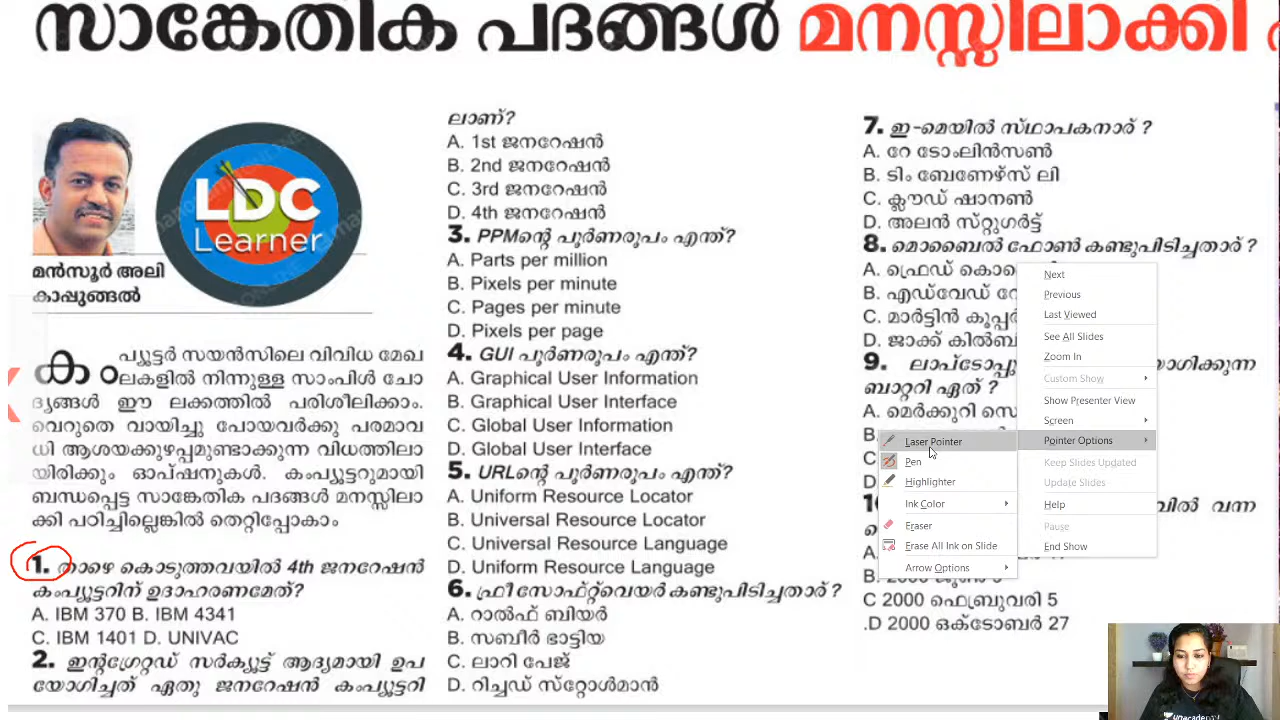 സാങ്കേതിക പദങ്ങൾ മനസ്സിലാക്കി
LDC
Learner
മൻസൂർ അലി
കാപ്പുങ്ങൽ
കംപ്യൂട്ടർ സയൻസിലെ വിവിധ മേഖ
ലകളിൽ നിന്നുള്ള സാംപിൾ ചോ
ദ്യങ്ങൾ ഈ ലക്കത്തിൽ പരിശീലിക്കാം.
വെറുതെ വായിച്ചു പോയവർക്കു പരമാവ
ധി ആശയക്കുഴപ്പമുണ്ടാക്കുന്ന വിധത്തിലാ
യിരിക്കും ഓപ്ഷനുകൾ. കംപ്യൂട്ടറുമായി
ബന്ധപ്പെട്ട സാങ്കേതിക പദങ്ങൾ മനസ്സിലാ
ക്കി പഠിച്ചില്ലെങ്കിൽ തെറ്റിപ്പോകാം
1. താഴെ കൊടുത്തവയിൽ 4th ജനറേഷൻ
കംപ്യൂട്ടറിന് ഉദാഹരണമേത്?
A. IBM 370 B. IBM 4341
C. IBM 1401 D. UNIVAC
2. ഇന്റഗ്രേറ്റഡ് സർക്യൂട്ട് ആദ്യമായി ഉപ
യോഗിച്ചത് ഏതു ജനറേഷൻ കംപ്യൂട്ടറി
ലാണ്?
A. 1st ജനറേഷൻ
B. 2nd ജനറേഷൻ
C. 3rd ജനറേഷൻ
D. 4th ജനറേഷൻ
3. PPMന്റെ പൂർണരൂപം എന്ത്?
A. Parts per million
B. Pixels per minute
C. Pages per minute
D. Pixels per page
4. GUI പൂർണരൂപം എന്ത്?
A. Graphical User Information
B. Graphical User Interface
C. Global User Information
D. Global User Interface
5. URLന്റെ പൂർണരൂപം എന്ത്?
A. Uniform Resource Locator
B. Universal Resource Locator
C. Universal Resource Language
D. Uniform Resource Language
6. ഫ്രീ സോഫ്റ്റ്‌വെയർ കണ്ടുപിടിച്ചതാര് ?
A. റാൽഫ് ബിയർ
B. സബീർ ഭാട്ടിയ
C. ലാറി പേജ്
D. റിച്ചഡ് സ്റ്റോൾമാൻ
7. ഇ-മെയിൽ സ്ഥാപകനാര് ?
A. റേ ടോംലിൻസൺ
B. ടിം ബേണേഴ്സ് ലി
C. ക്ലൗഡ് ഷാനൺ
D. അലൻ സ്റ്റുഗർട്ട്
8. മൊബൈൽ ഫോൺ കണ്ടുപിടിച്ചതാര് ?
A. ഫ്രെഡ്
B. എഡ്‌വേഡ്
C. മാർട്ടിൻ കൂപ്പർ
D. ജാക്ക്
9. ലാപ്ടോപ്പു
ബാറ്ററി ഏത് ?
A. മെർക്കുറി
B.
C
D
വിൽ വന്ന
A
B. 2000 ജൂൺ
C 2000 ഫെബ്രുവരി 5
.D 2000 ഒക്ടോബർ 27
Next
Previous
Last Viewed
See All Slides
Zoom In
Custom Show
Show Presenter View
Screen
Pointer Options
Keep Slides Updated
Update Slides
Help
Pause
End Show
Laser Pointer
Pen
Highlighter
Ink Color
Eraser
Erase All Ink on Slide
Arrow Options